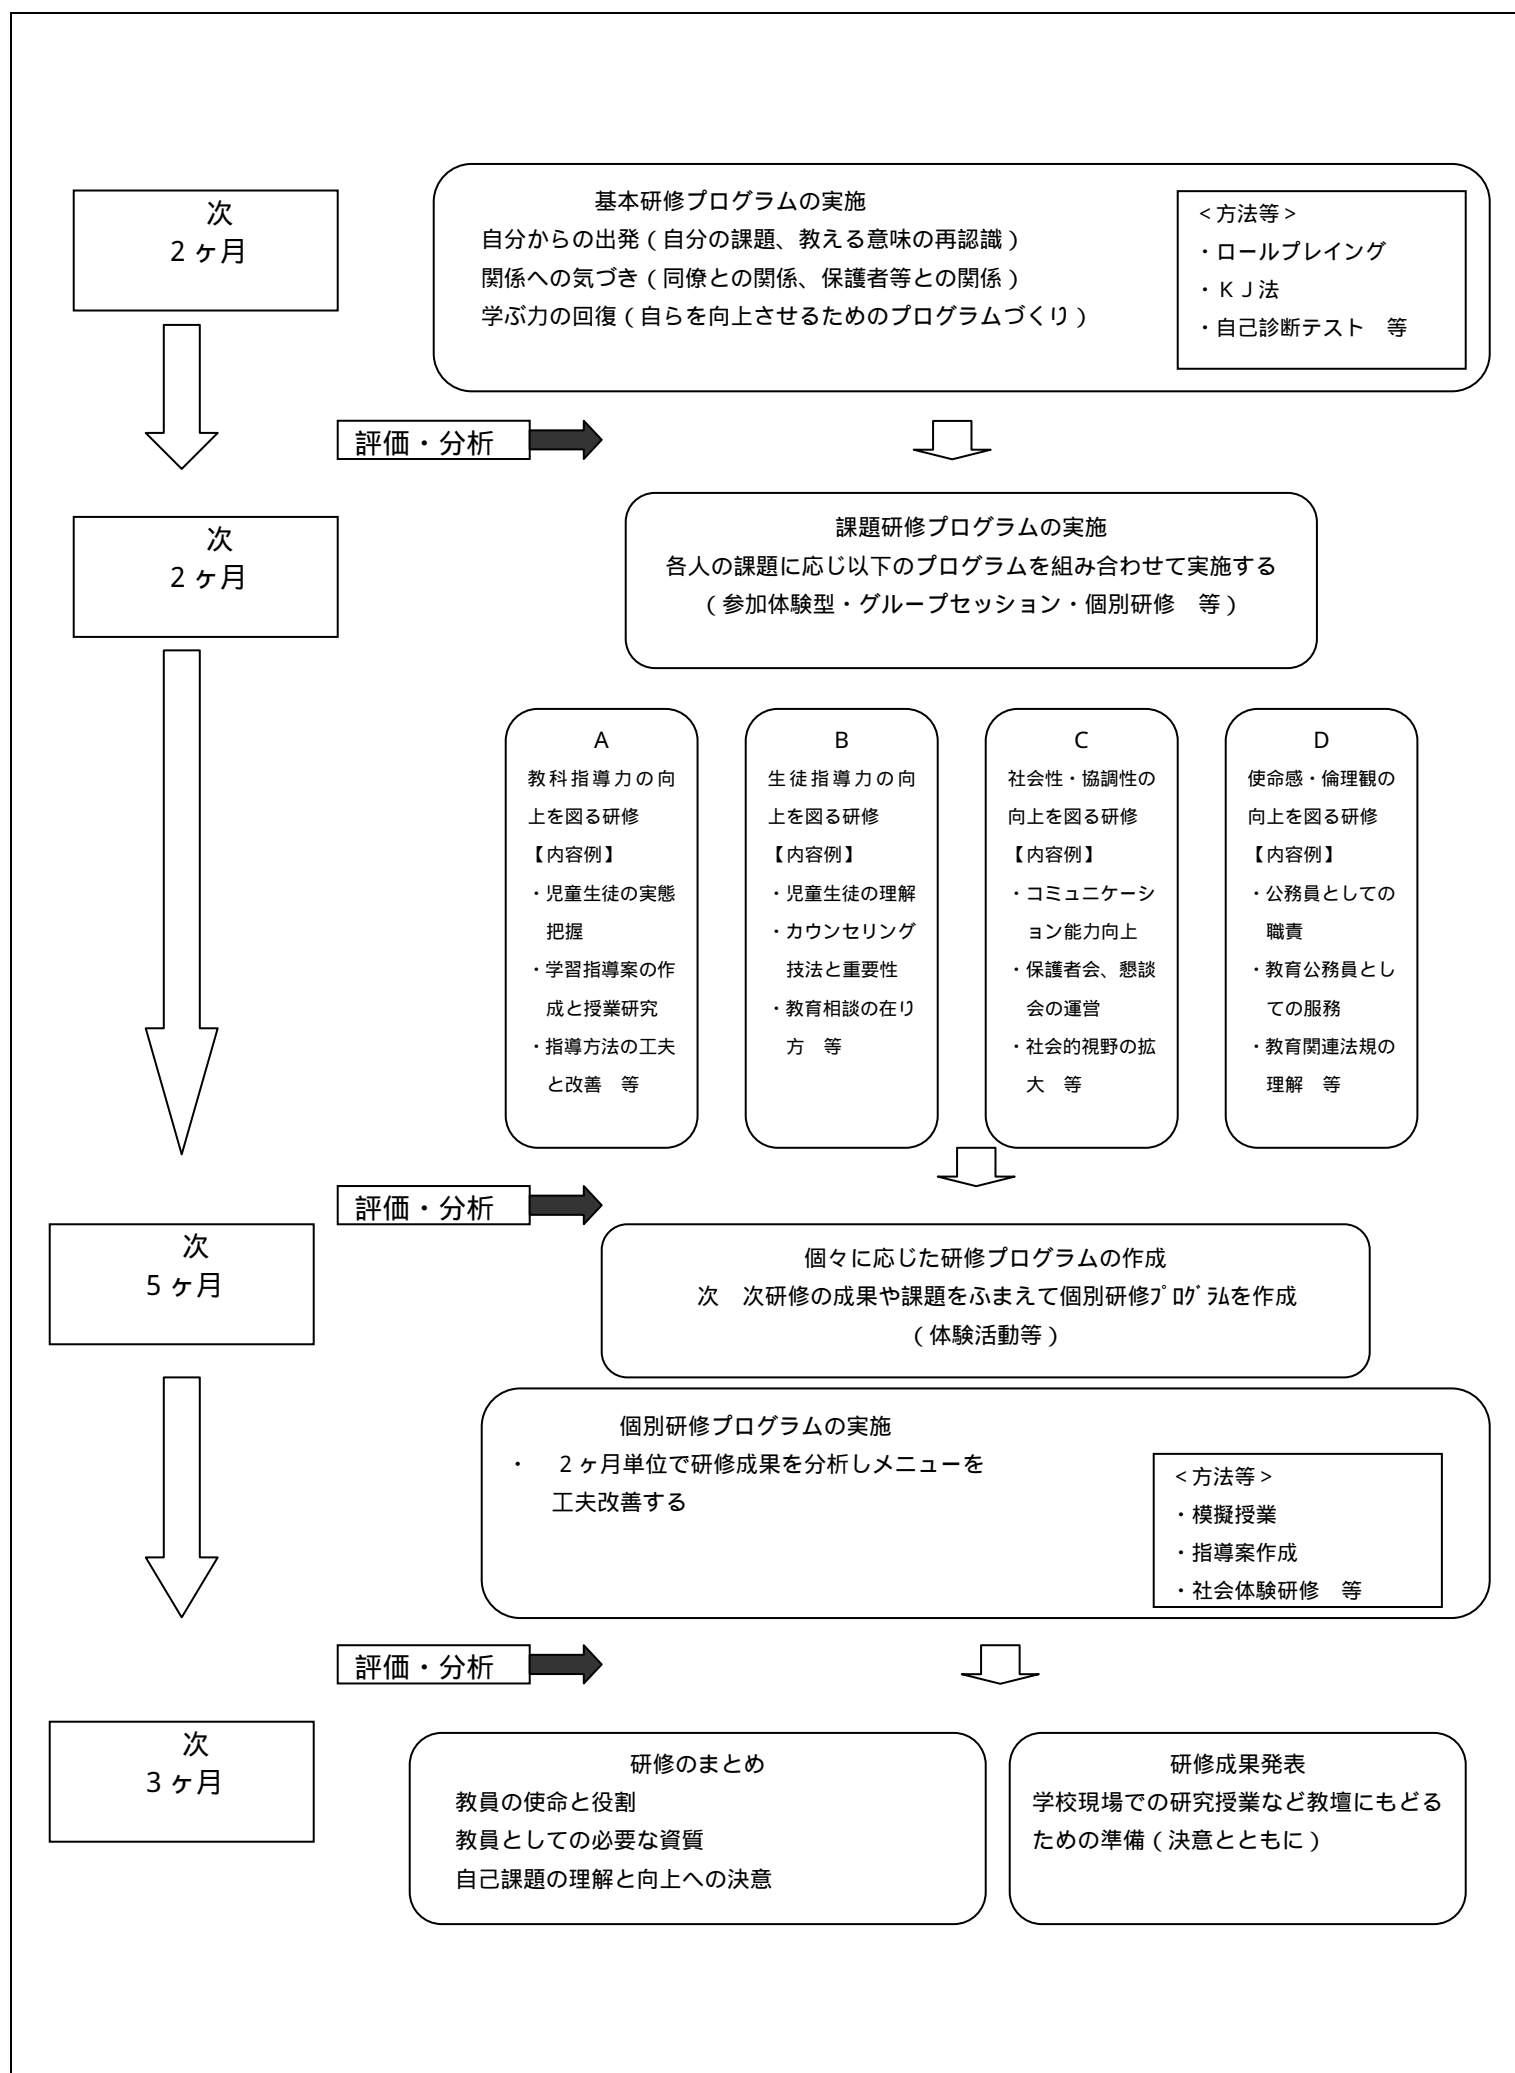 次
２ヶ月
基本研修プログラムの実施
自分からの出発（自分の課題、教える意味の再認識）
関係への気づき（同僚との関係、保護者等との関係）
学ぶ力の回復（自らを向上させるためのプログラムづくり）
<方法等>
・ロールプレイング
・ＫＪ法
・自己診断テスト　等
評価・分析
次
２ヶ月
課題研修プログラムの実施
各人の課題に応じ以下のプログラムを組み合わせて実施する
（参加体験型・グループセッション・個別研修　等）
A
教科指導力の向
上を図る研修
【内容例】
・児童生徒の実態
把握
・学習指導案の作
成と授業研究
・指導方法の工夫
と改善　等
B
生徒指導力の向
上を図る研修
【内容例】
・児童生徒の理解
・カウンセリング
技法と重要性
・教育相談の在り
方　等
C
社会性・協調性の
向上を図る研修
【内容例】
・コミュニケーシ
ョン能力向上
・保護者会、懇談
会の運営
・社会的視野の拡
大　等
D
使命感・倫理観の
向上を図る研修
【内容例】
・公務員としての
職責
・教育公務員とし
ての服務
・教育関連法規の
理解　等
評価・分析
次
５ヶ月
個々に応じた研修プログラムの作成
次　次研修の成果や課題をふまえて個別研修ﾌﾟﾛｸﾞﾗﾑを作成
（体験活動等）
個別研修プログラムの実施
・　２ヶ月単位で研修成果を分析しメニューを
工夫改善する
<方法等>
・模擬授業
・指導案作成
・社会体験研修　等
評価・分析
次
３ヶ月
研修のまとめ
教員の使命と役割
教員としての必要な資質
自己課題の理解と向上への決意
研修成果発表
学校現場での研究授業など教壇にもどる
ための準備（決意とともに）